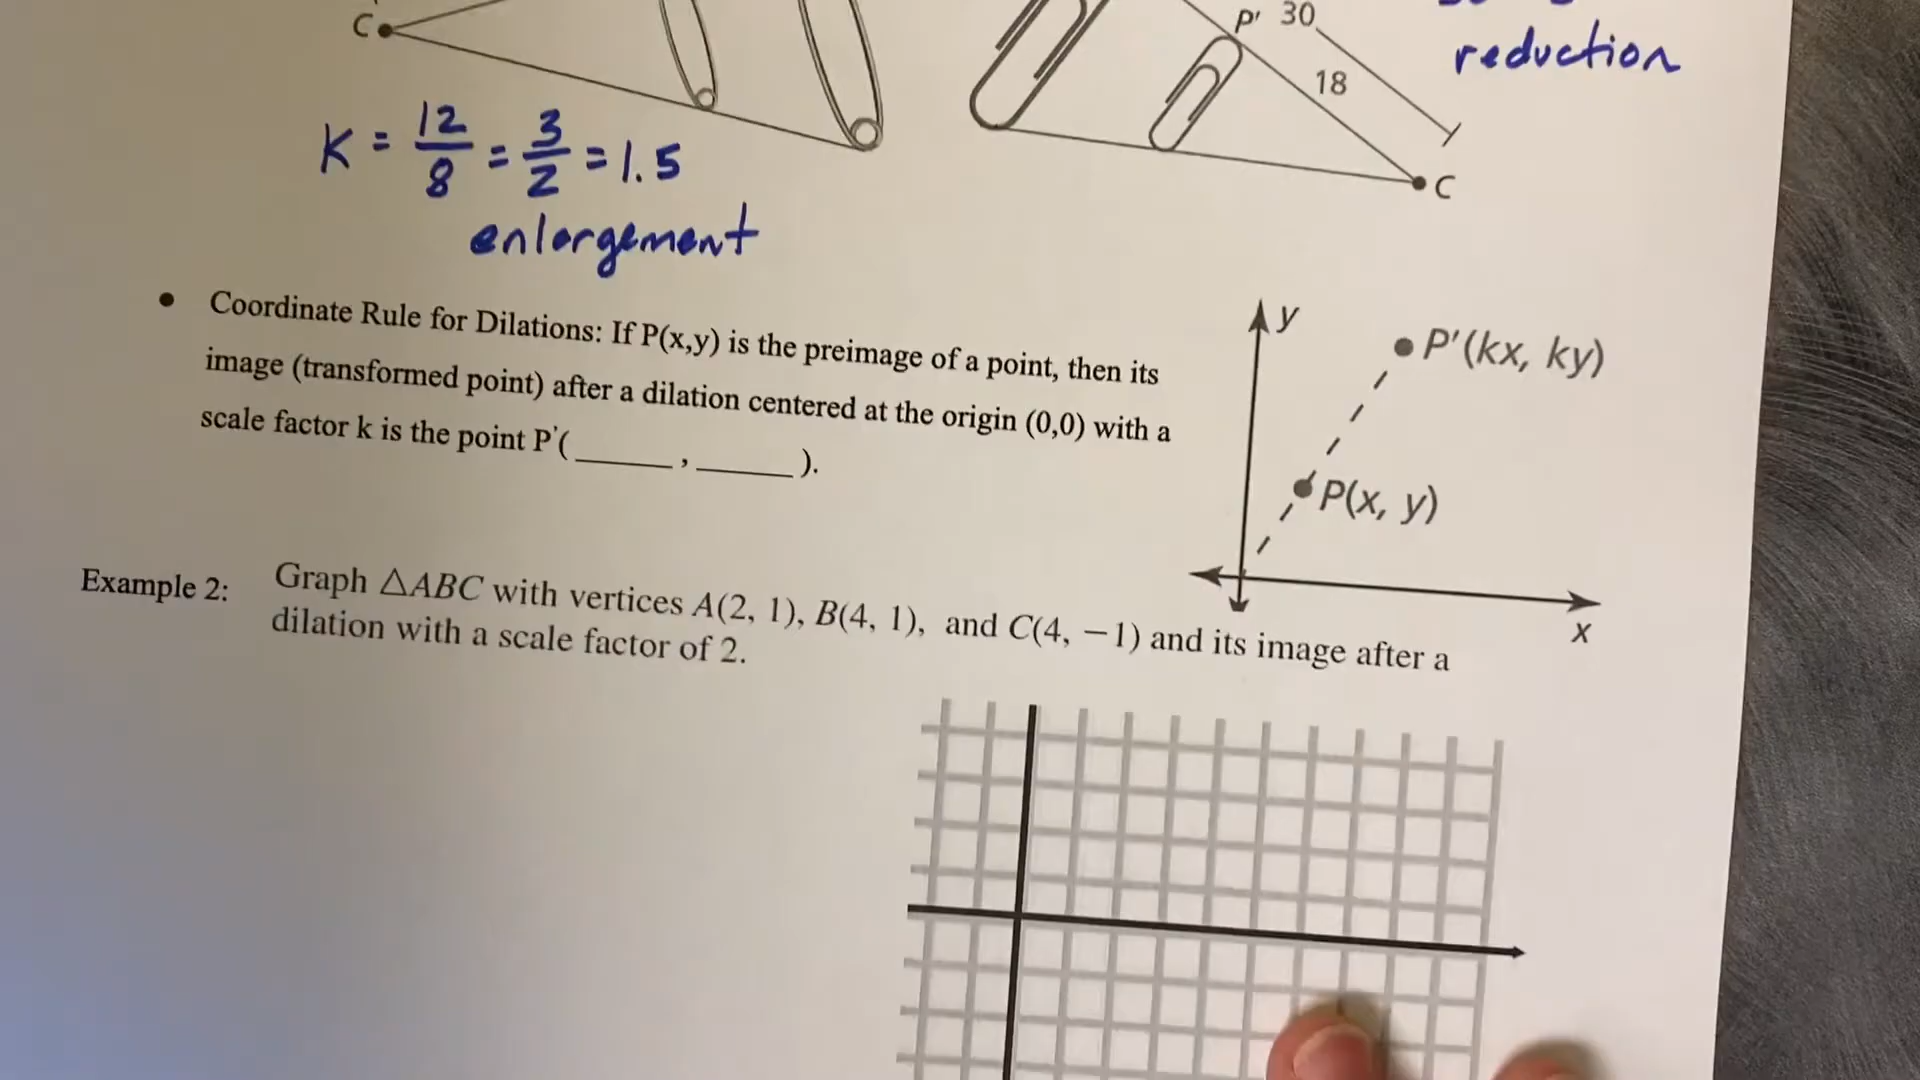 C
P' 30
reduction
18
C
K = 12/8 = 3/2 = 1.5
enlargement
• Coordinate Rule for Dilations: If P(x,y) is the preimage of a point, then its
image (transformed point) after a dilation centered at the origin (0,0) with a
scale factor k is the point P'( _____ , _____ ).
y
P'(kx, ky)
P(x, y)
x
Example 2: Graph △ABC with vertices A(2, 1), B(4, 1), and C(4, −1) and its image after a
dilation with a scale factor of 2.